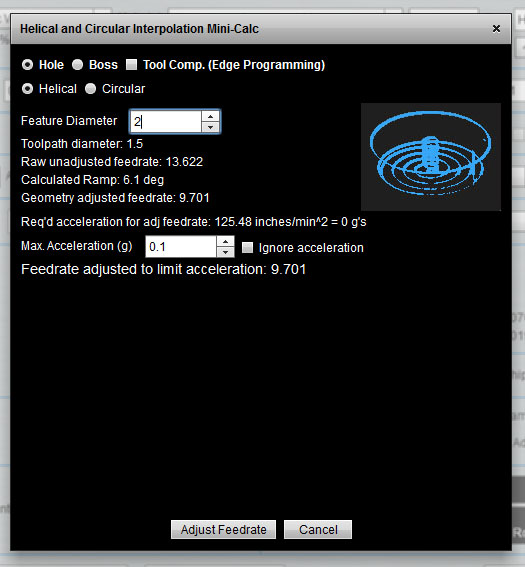 Helical and Circular Interpolation Mini-Calc
Hole Boss Tool Comp. (Edge Programming)
Helical Circular
Feature Diameter 2
Toolpath diameter: 1.5
Raw unadjusted feedrate: 13.622
Calculated Ramp: 6.1 deg
Geometry adjusted feedrate: 9.701
Req'd acceleration for adj feedrate: 125.48 inches/min^2 = 0 g's
Max. Acceleration (g) 0.1 Ignore acceleration
Feedrate adjusted to limit acceleration: 9.701
Adjust Feedrate Cancel